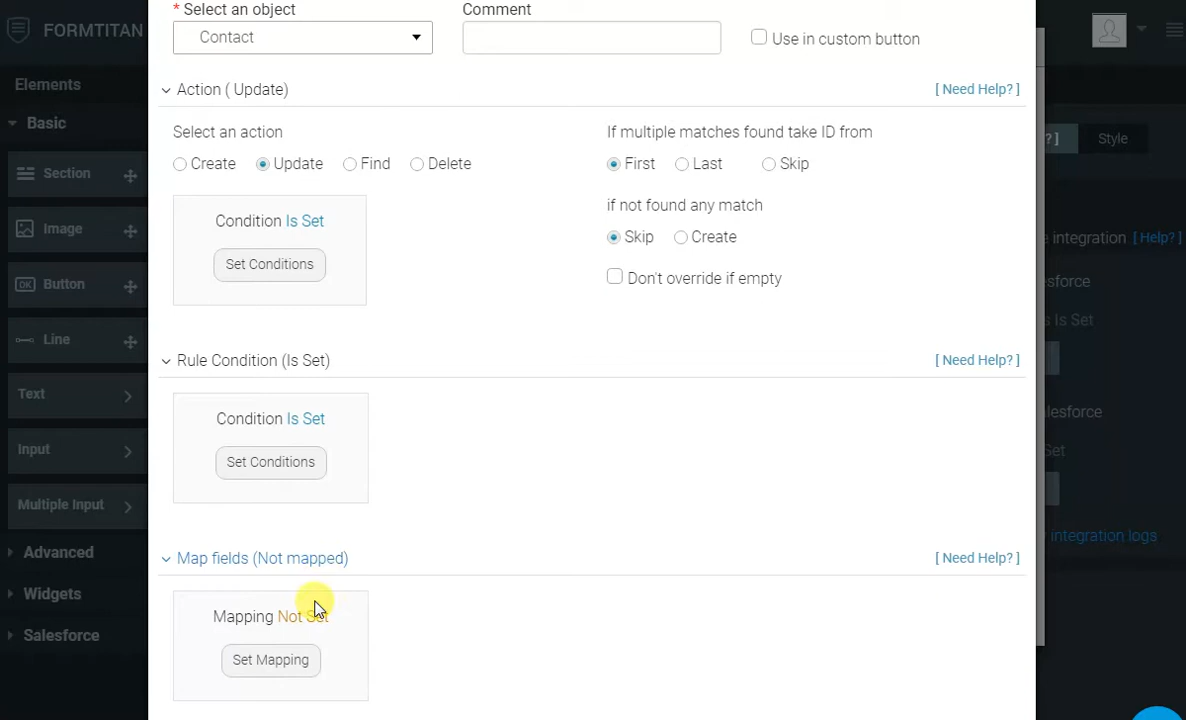 * Select an object
Comment
Contact
Use in custom button
Action ( Update)
[ Need Help? ]
Select an action
If multiple matches found take ID from
Create
Update
Find
Delete
First
Last
Skip
Condition Is Set
Set Conditions
if not found any match
Skip
Create
Don't override if empty
Rule Condition (Is Set)
[ Need Help? ]
Condition Is Set
Set Conditions
Map fields (Not mapped)
[ Need Help? ]
Mapping Not Set
Set Mapping
FORMTITAN
Elements
Basic
Section
Image
OK
Button
Line
Text
Input
Multiple Input
Advanced
Widgets
Salesforce
?]
Style
integration [ Help? ]
Is Set
Set
integration logs